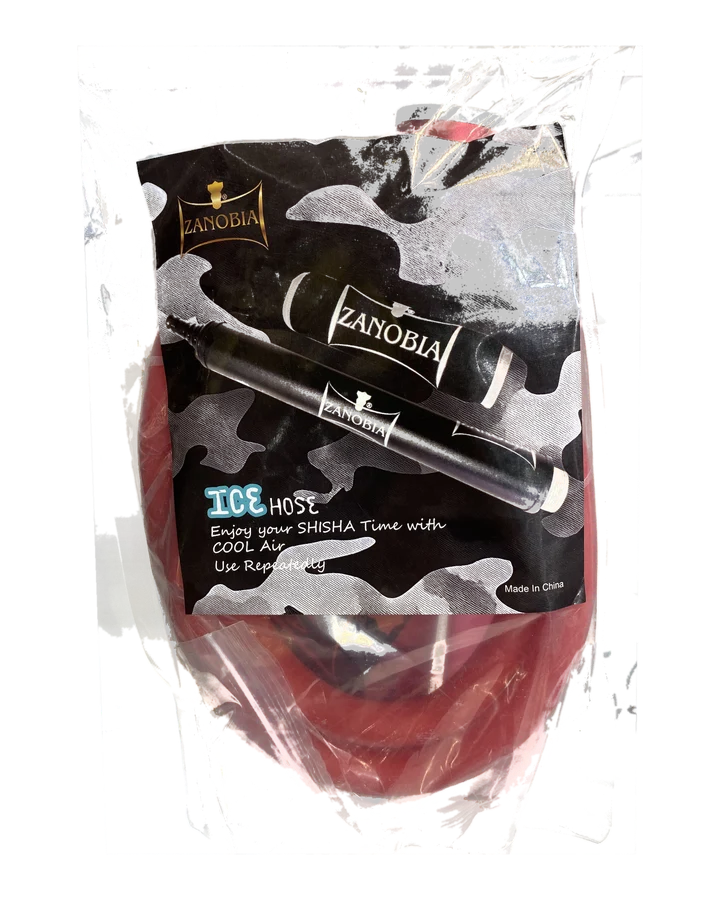 ZANOBIA
ZANOBIA
ZANOBIA
ICE HOSE
Enjoy your SHISHA Time with
COOL Air
Use Repeatedly
Made In China